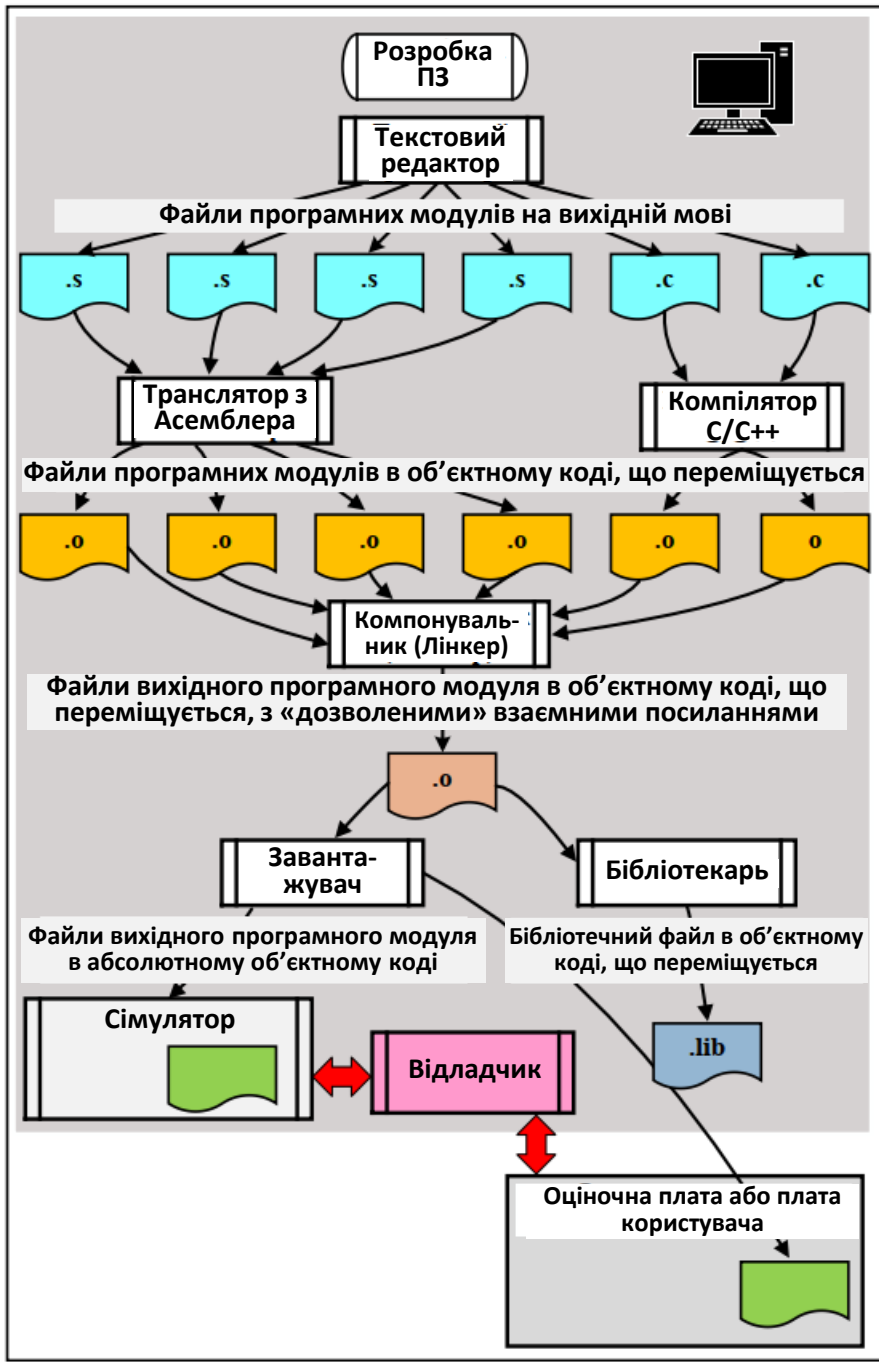 Розробка
ПЗ
Текстовий
редактор
Файли програмних модулів на вихідній мові
.s
.s
.s
.s
.c
.c
Транслятор з
Асемблера
Компілятор
C/C++
Файли програмних модулів в об’єктному коді, що переміщується
.o
.o
.o
.o
.o
o
Компонуваль-
ник (Лінкер)
Файли вихідного програмного модуля в об’єктному коді, що
переміщується, з «дозволеними» взаємними посиланнями
.o
Заванта-
жувач
Бібліотекарь
Файли вихідного програмного модуля
в абсолютному об’єктному коді
Бібліотечний файл в об’єктному
коді, що переміщується
Сімулятор
Відладчик
.lib
Оціночна плата або плата
користувача